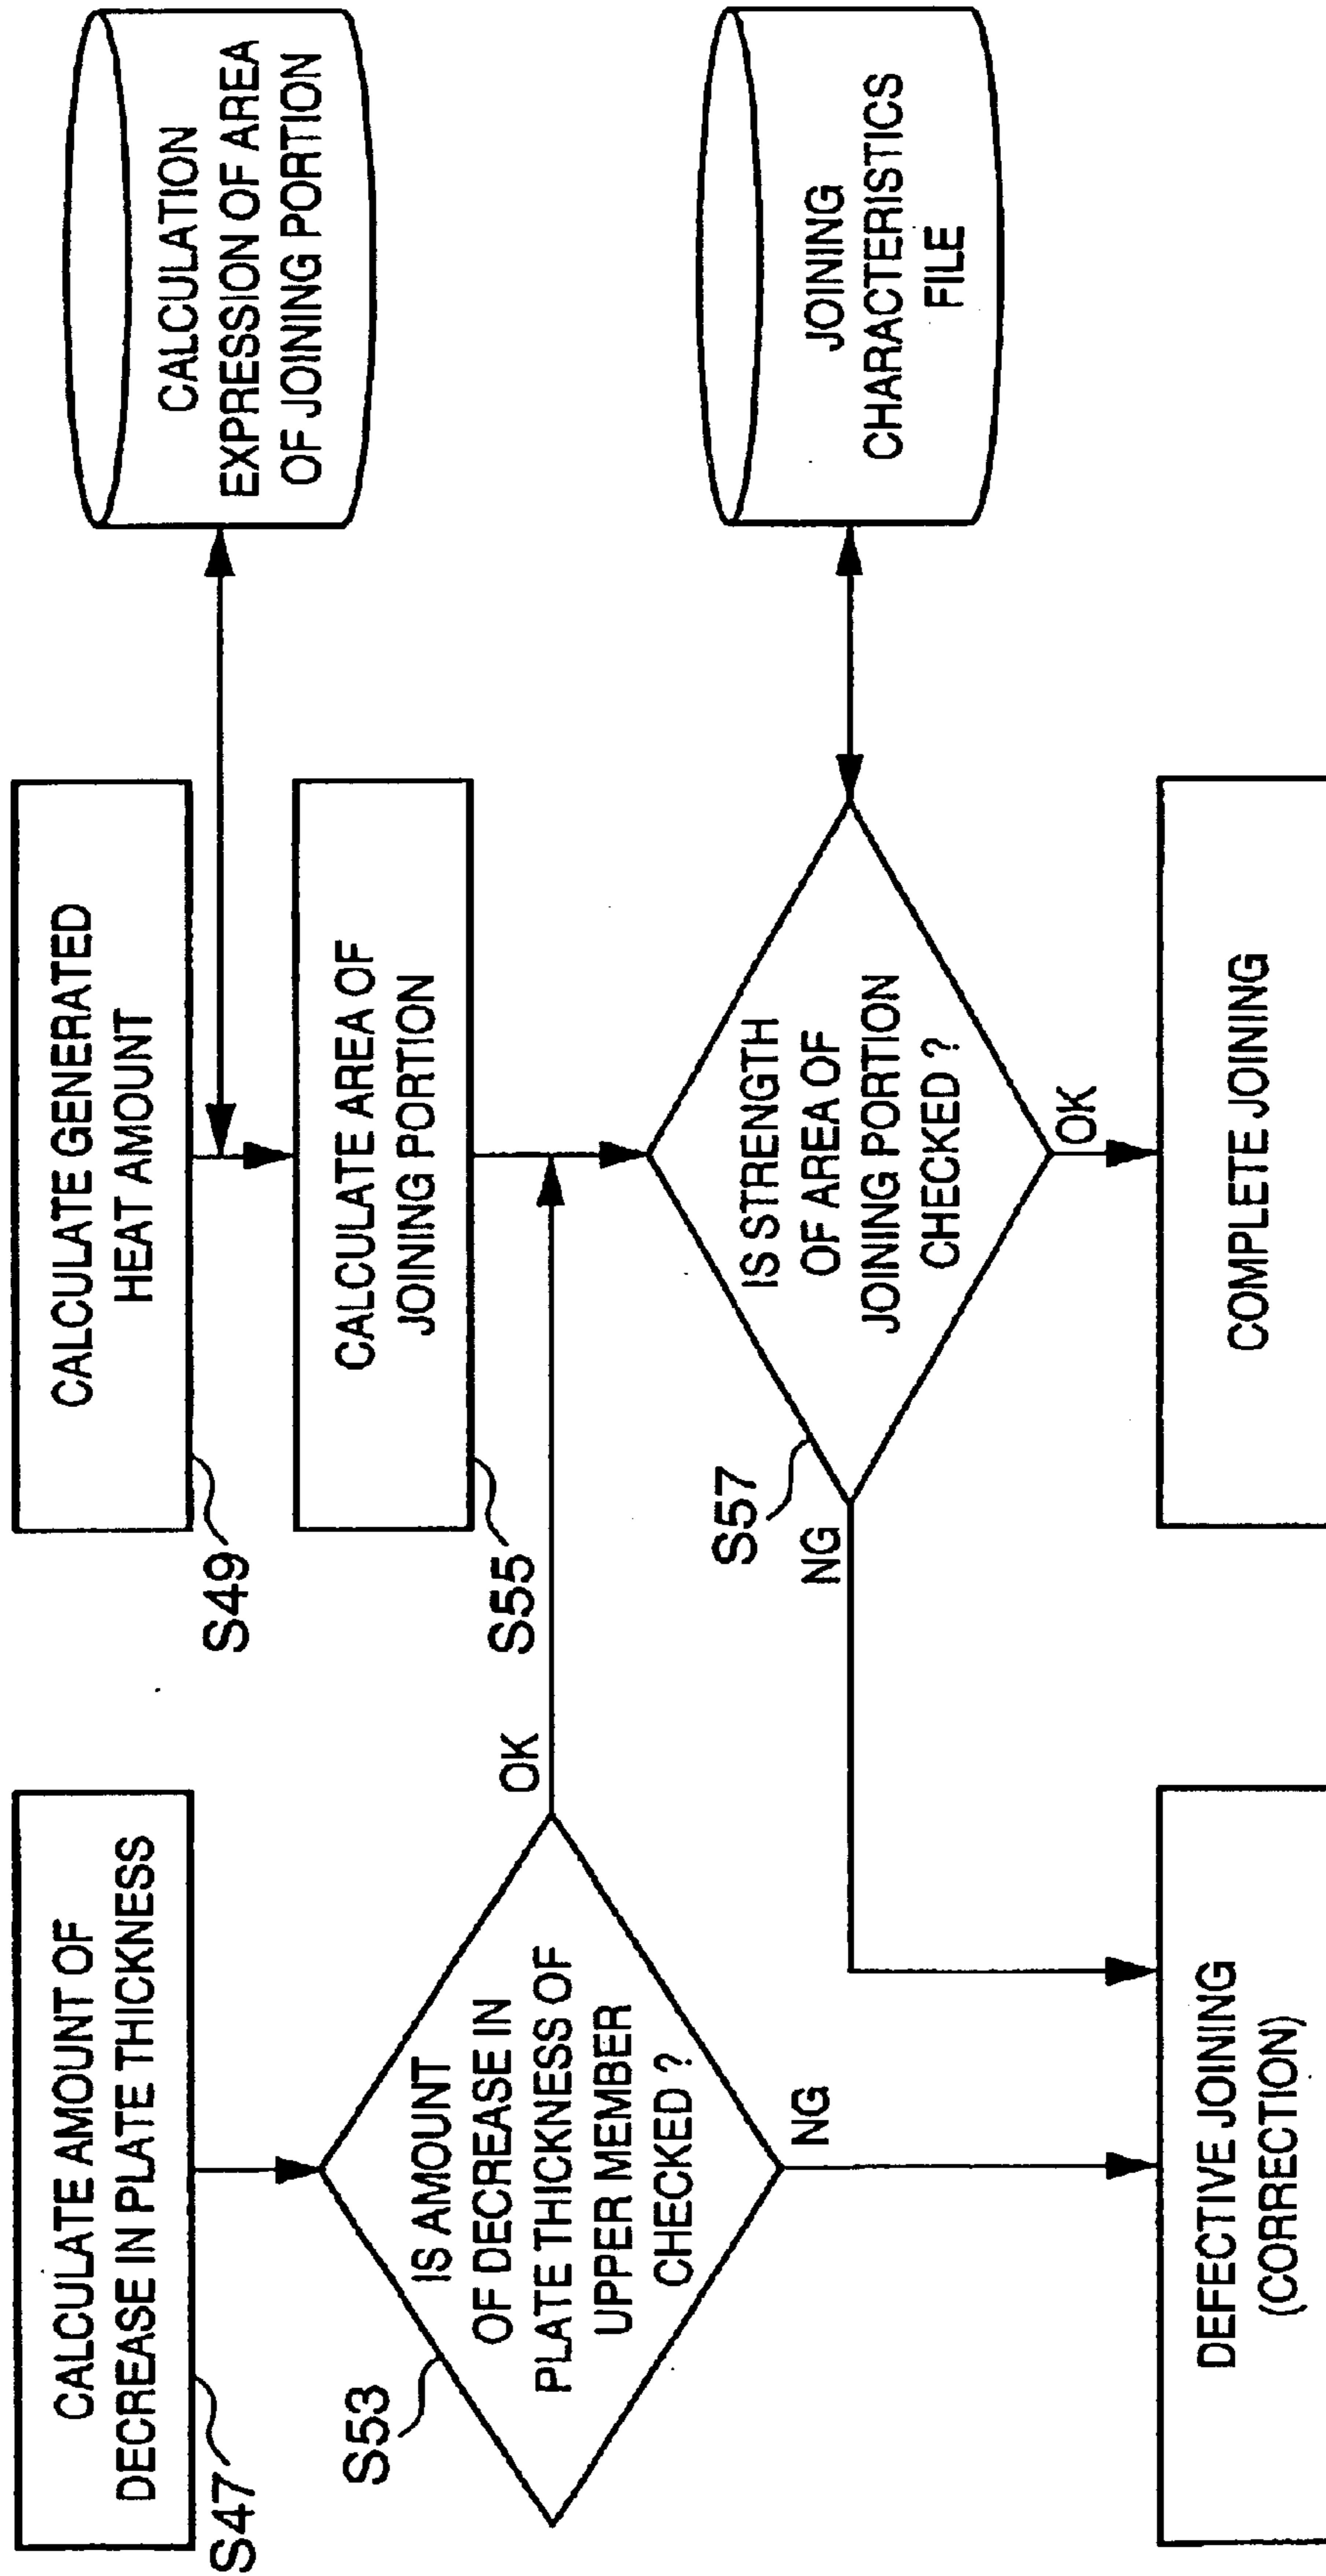 CALCULATE AMOUNT OF
DECREASE IN PLATE THICKNESS
S47
IS AMOUNT
OF DECREASE IN
PLATE THICKNESS OF
UPPER MEMBER
CHECKED ?
S53
OK
NG
DEFECTIVE JOINING
(CORRECTION)
CALCULATE GENERATED
HEAT AMOUNT
S49
CALCULATE AREA OF
JOINING PORTION
S55
IS STRENGTH
OF AREA OF
JOINING PORTION
CHECKED ?
S57
NG
OK
COMPLETE JOINING
CALCULATION
EXPRESSION OF AREA
OF JOINING PORTION
JOINING
CHARACTERISTICS
FILE